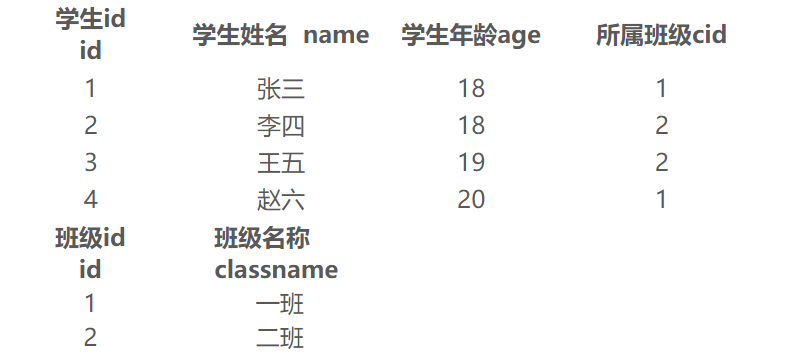 学生id 学生姓名 name 学生年龄age 所属班级cid
id
1 张三 18 1
2 李四 18 2
3 王五 19 2
4 赵六 20 1
班级id 班级名称
id classname
1 一班
2 二班